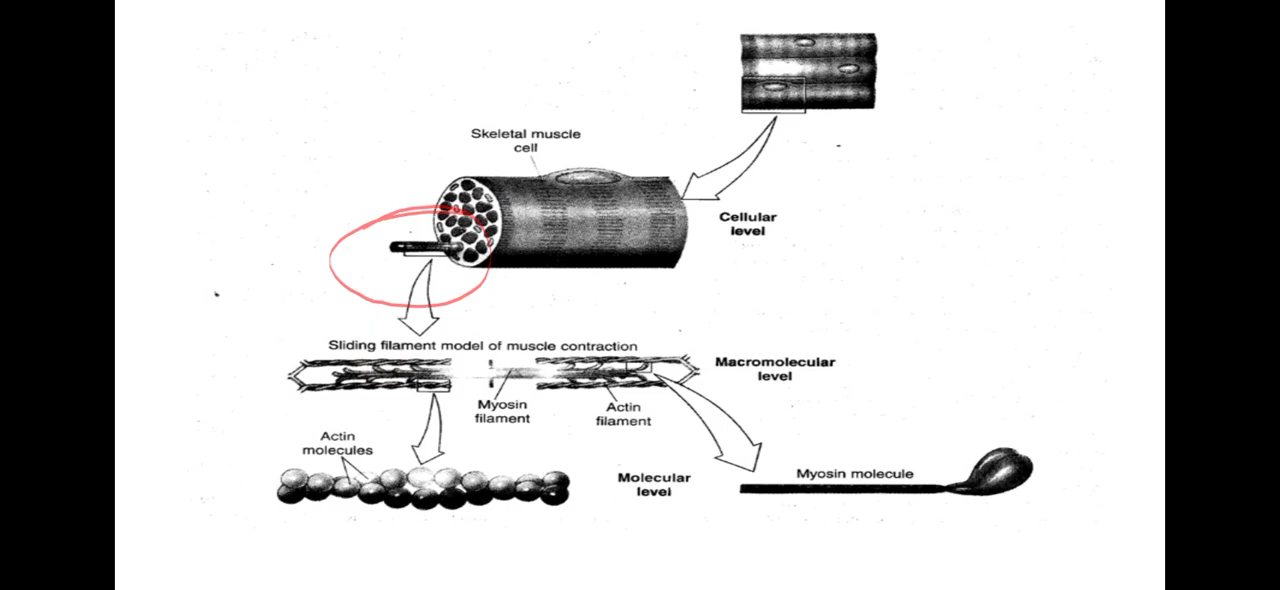 Skeletal muscle
cell
Cellular
level
Sliding filament model of muscle contraction
Macromolecular
level
Myosin
filament
Actin
filament
Actin
molecules
Molecular
level
Myosin molecule